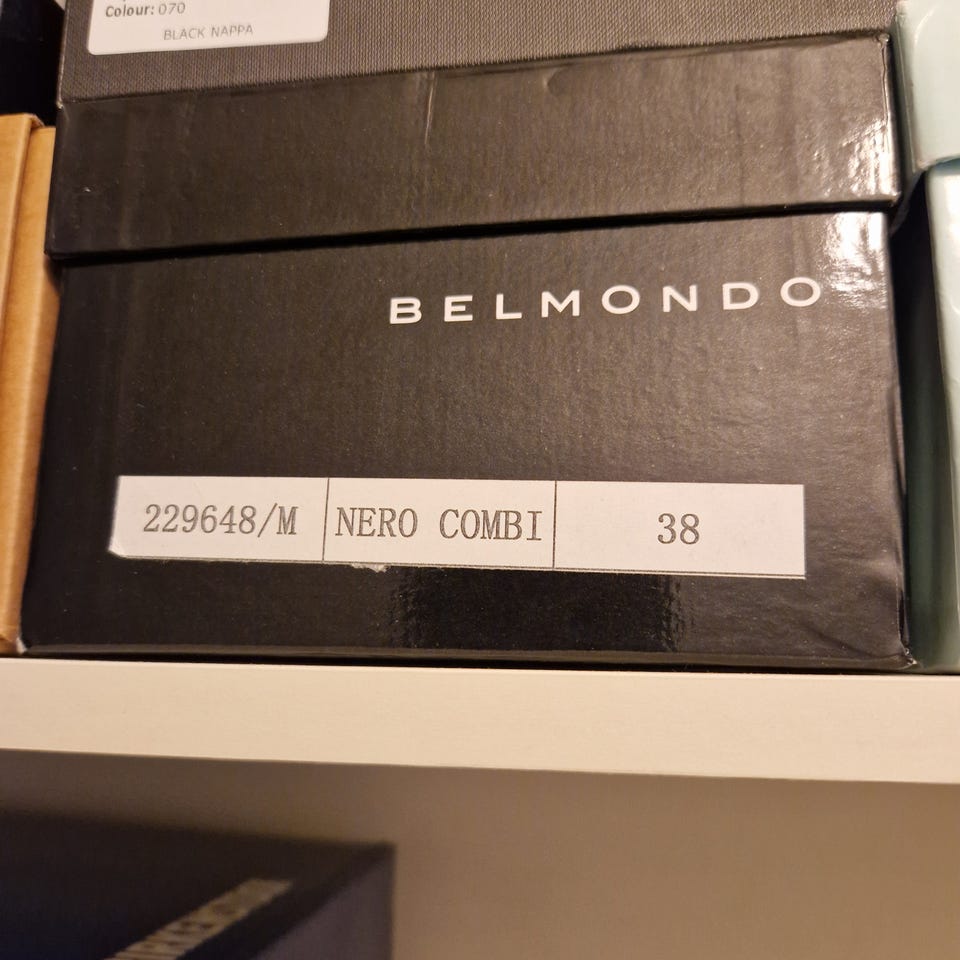 Colour: 070
BLACK NAPPA
BELMONDO
229648/M NERO COMBI 38